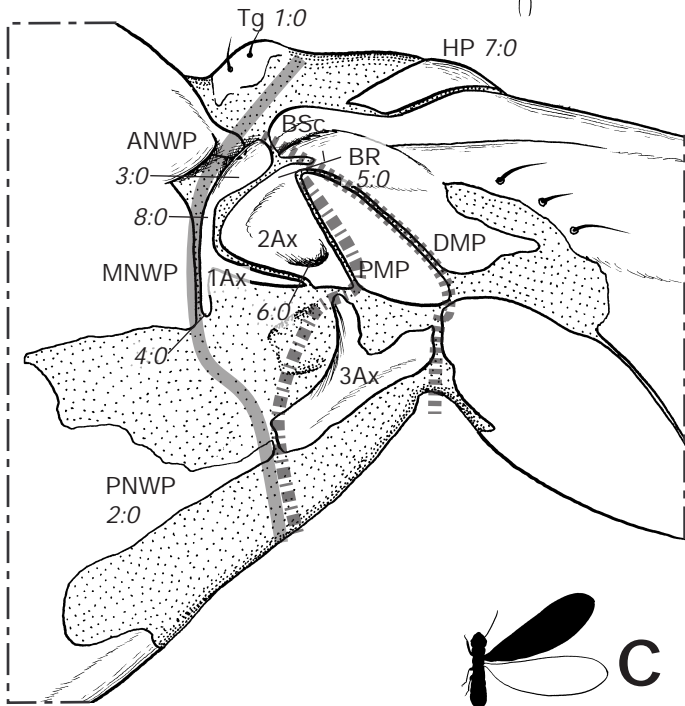 Tg 1:0
HP 7:0
BSc
ANWP
BR
3:0
5:0
8:0
2Ax
DMP
MNWP
1Ax
PMP
6:0
4:0
3Ax
PNWP
2:0
C